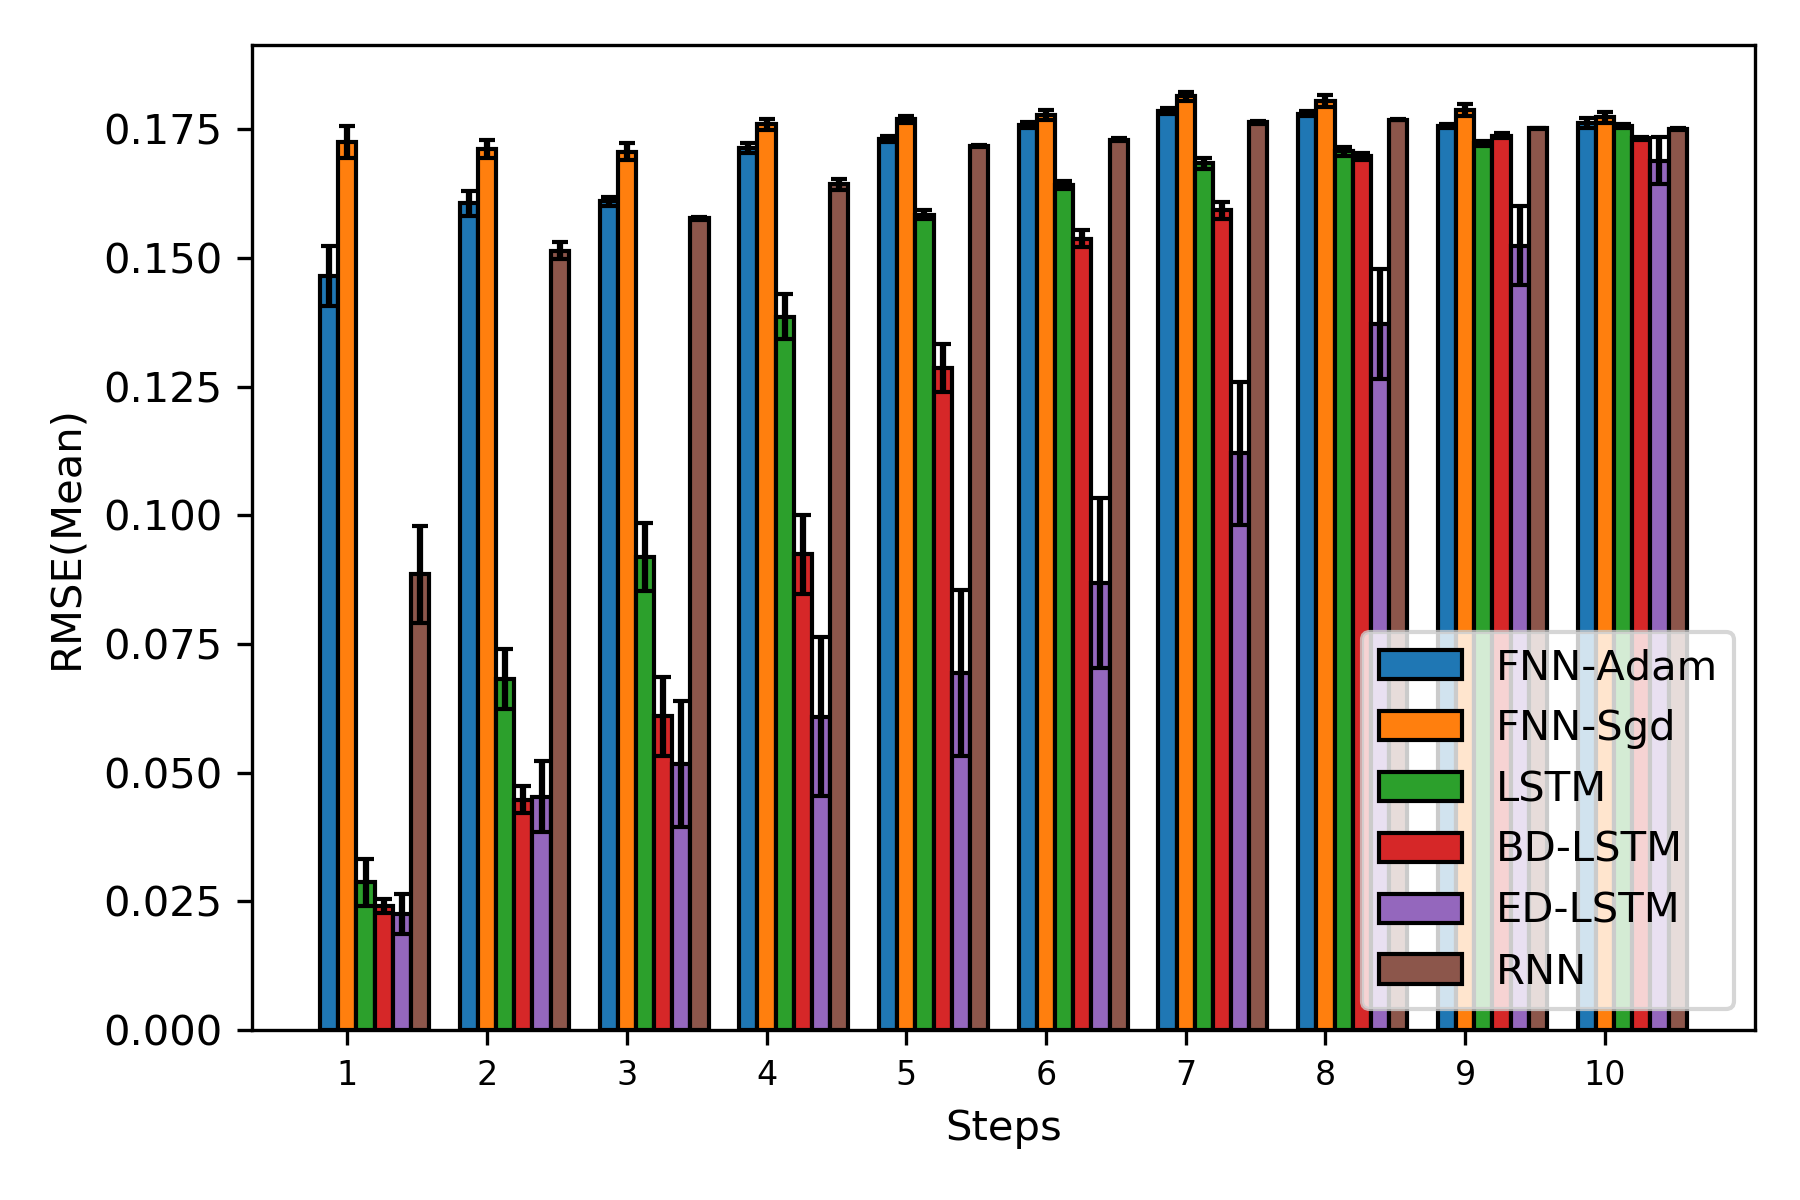 RMSE(Mean)
0.175
0.150
0.125
0.100
0.075
0.050
0.025
0.000
FNN-Adam
FNN-Sgd
LSTM
BD-LSTM
ED-LSTM
RNN
1 2 3 4 5 6 7 8 9 10
Steps